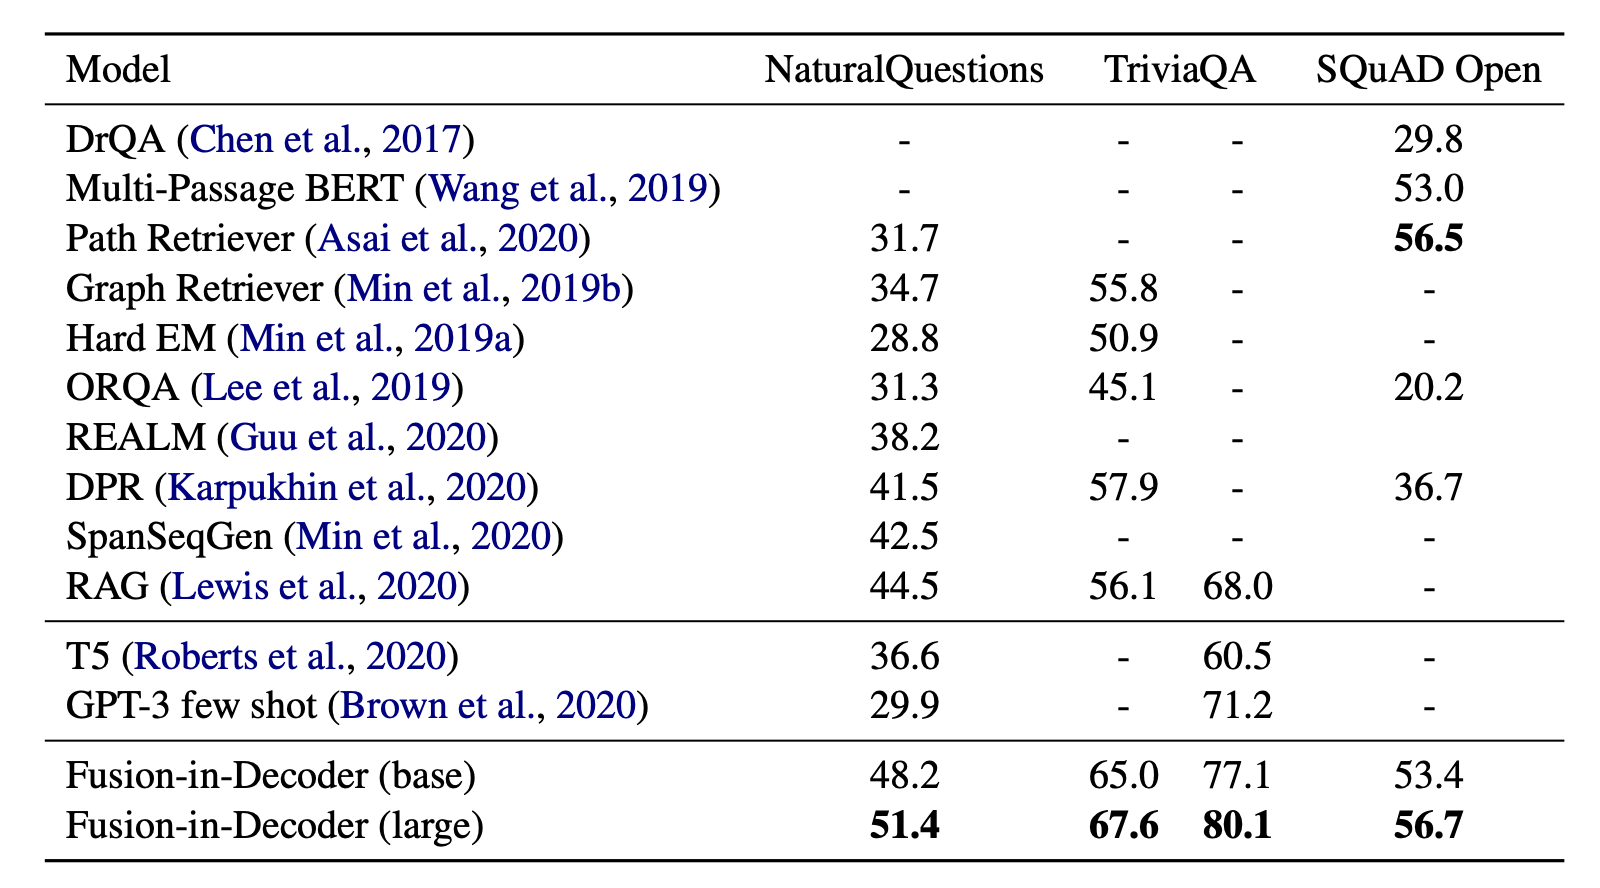 Model NaturalQuestions TriviaQA SQuAD Open
DrQA (Chen et al., 2017) - - - 29.8
Multi-Passage BERT (Wang et al., 2019) - - - 53.0
Path Retriever (Asai et al., 2020) 31.7 - - 56.5
Graph Retriever (Min et al., 2019b) 34.7 55.8 - -
Hard EM (Min et al., 2019a) 28.8 50.9 - -
ORQA (Lee et al., 2019) 31.3 45.1 - 20.2
REALM (Guu et al., 2020) 38.2 - -
DPR (Karpukhin et al., 2020) 41.5 57.9 - 36.7
SpanSeqGen (Min et al., 2020) 42.5 - - -
RAG (Lewis et al., 2020) 44.5 56.1 68.0 -
T5 (Roberts et al., 2020) 36.6 - 60.5 -
GPT-3 few shot (Brown et al., 2020) 29.9 - 71.2 -
Fusion-in-Decoder (base) 48.2 65.0 77.1 53.4
Fusion-in-Decoder (large) 51.4 67.6 80.1 56.7